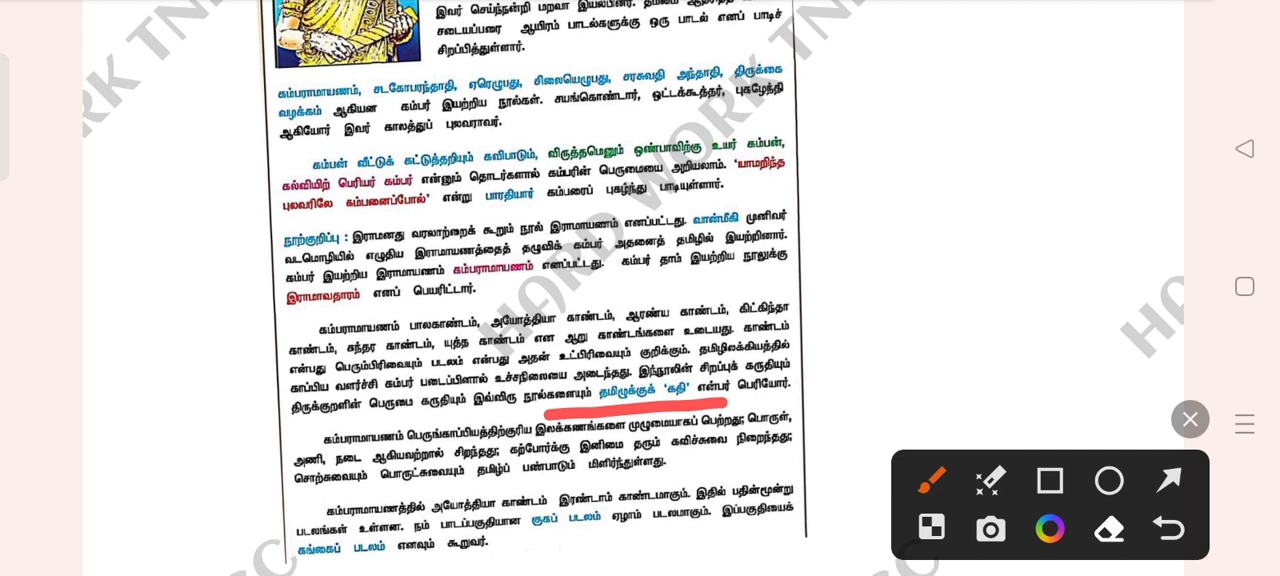 இவர் செய்ந்நன்றி மறவா இயல்பினர்.
சடையப்பரை ஆயிரம் பாடல்களுக்கு ஒரு பாடல் எனப் பாடிச்
சிறப்பித்துள்ளார்.
கம்பராமாயணம், சடகோபரந்தாதி, ஏரெழுபது, சிலையெழுபது, சரசுவதி அந்தாதி, திருக்கை
வழக்கம் ஆகியன கம்பர் இயற்றிய நூல்கள். சயங்கொண்டார், ஒட்டக்கூத்தர், புகழேந்தி
ஆகியோர் இவர் காலத்துப் புலவராவர்.
கம்பன் வீட்டுக் கட்டுத்தறியும் கவிபாடும், விருத்தமெனும் ஒண்பாவிற்கு உயர் கம்பன்,
கல்வியிற் பெரியர் கம்பர் என்னும் தொடர்களால் கம்பரின் பெருமையை அறியலாம். 'யாமறிந்த
புலவரிலே கம்பனைப்போல்' என்று பாரதியார் கம்பரைப் புகழ்ந்து பாடியுள்ளார்.
நூற்குறிப்பு : இராமனது வரலாற்றைக் கூறும் நூல் இராமாயணம் எனப்பட்டது. வான்மீகி முனிவர்
வடமொழியில் எழுதிய இராமாயணத்தைத் தழுவிக் கம்பர் அதனைத் தமிழில் இயற்றினார்.
கம்பர் இயற்றிய இராமாயணம் கம்பராமாயணம் எனப்பட்டது. கம்பர் தாம் இயற்றிய நூலுக்கு
இராமாவதாரம் எனப் பெயரிட்டார்.
கம்பராமாயணம் பாலகாண்டம், அயோத்தியா காண்டம், ஆரண்ய காண்டம், கிட்கிந்தா
காண்டம், சுந்தர காண்டம், யுத்த காண்டம் என ஆறு காண்டங்களை உடையது. காண்டம்
என்பது பெரும்பிரிவையும் படலம் என்பது அதன் உட்பிரிவையும் குறிக்கும். தமிழிலக்கியத்தில்
காப்பிய வளர்ச்சி கம்பர் படைப்பினால் உச்சநிலையை அடைந்தது. இந்நூலின் சிறப்புக் கருதியும்
திருக்குறளின் பெருமை கருதியும் இவ்விரு நூல்களையும் தமிழுக்குக் 'கதி' என்பர் பெரியோர்.
கம்பராமாயணம் பெருங்காப்பியத்திற்குரிய இலக்கணங்களை முழுமையாகப் பெற்றது; பொருள்,
அணி, நடை ஆகியவற்றால் சிறந்தது; கற்போர்க்கு இனிமை தரும் கவிச்சுவை நிறைந்தது;
சொற்சுவையும் பொருட்சுவையும் தமிழ்ப் பண்பாடும் மிளிர்ந்துள்ளது.
கம்பராமாயணத்தில் அயோத்தியா காண்டம் இரண்டாம் காண்டமாகும். இதில் பதின்மூன்று
படலங்கள் உள்ளன. நம் பாடப்பகுதியான குகப் படலம் ஏழாம் படலமாகும். இப்பகுதியைக்
கங்கைப் படலம் எனவும் கூறுவர்.
HARD WORK TN
RK TN
HA
SC
C